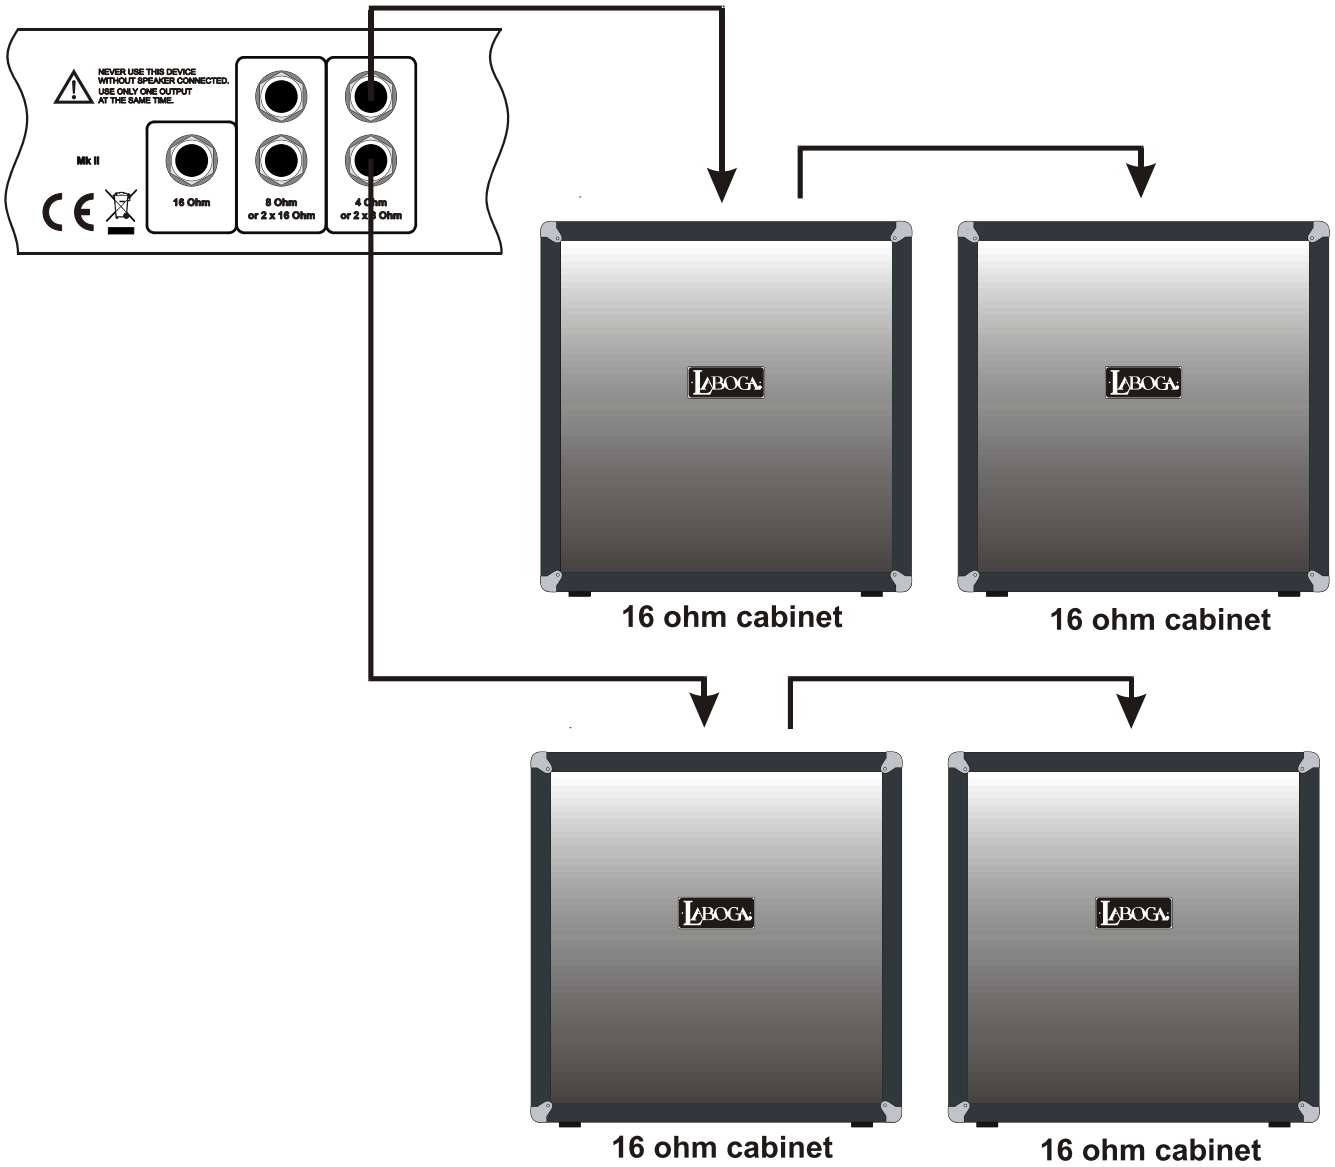 NEVER USE THIS DEVICE
WITHOUT SPEAKER CONNECTED.
USE ONLY ONE OUTPUT
AT THE SAME TIME.
Mk II
CE
16 Ohm
8 Ohm
or 2 x 16 Ohm
4 Ohm
or 2 x 8 Ohm
LABOGA
LABOGA
16 ohm cabinet
16 ohm cabinet
LABOGA
LABOGA
16 ohm cabinet
16 ohm cabinet